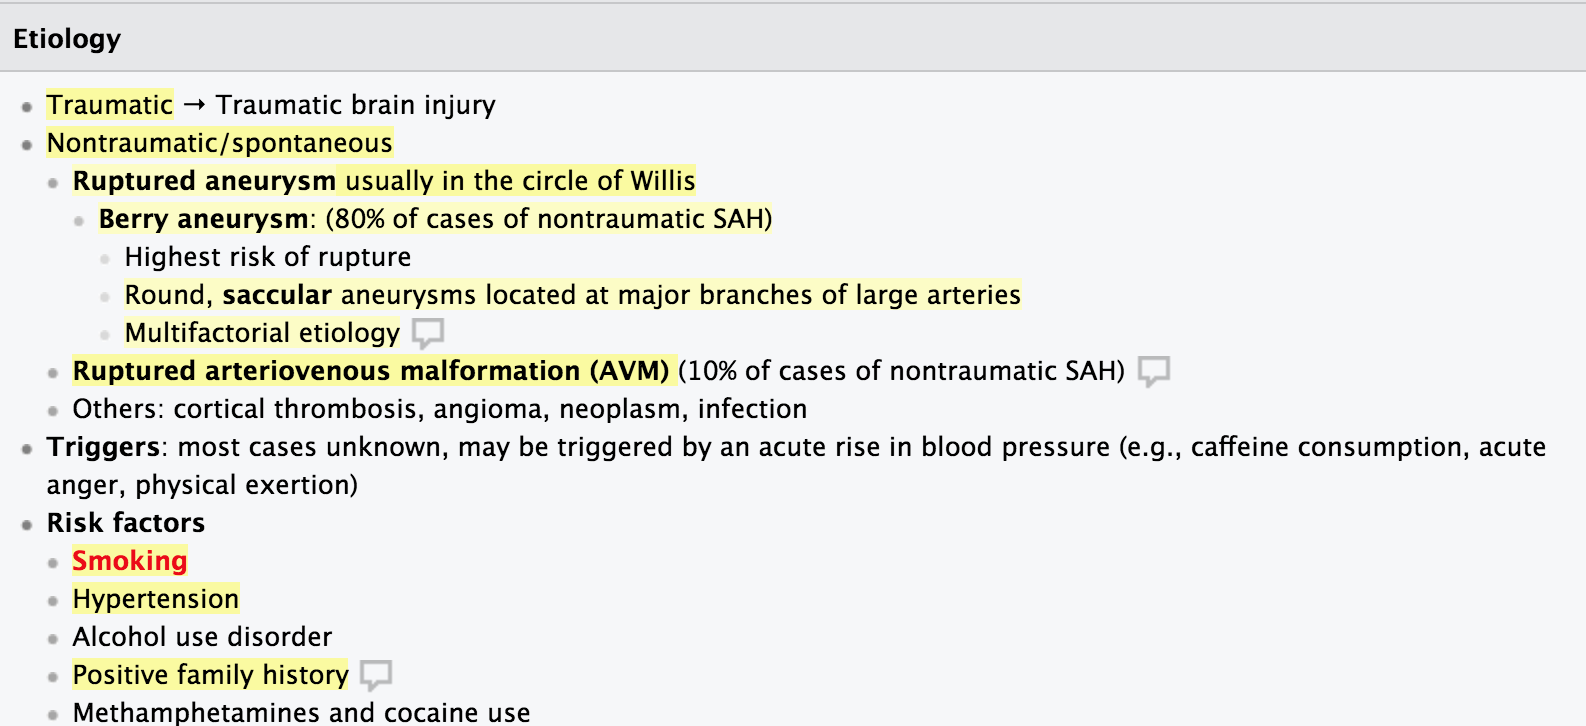 Etiology
Traumatic → Traumatic brain injury
Nontraumatic/spontaneous
Ruptured aneurysm usually in the circle of Willis
Berry aneurysm: (80% of cases of nontraumatic SAH)
Highest risk of rupture
Round, saccular aneurysms located at major branches of large arteries
Multifactorial etiology
Ruptured arteriovenous malformation (AVM) (10% of cases of nontraumatic SAH)
Others: cortical thrombosis, angioma, neoplasm, infection
Triggers: most cases unknown, may be triggered by an acute rise in blood pressure (e.g., caffeine consumption, acute
anger, physical exertion)
Risk factors
Smoking
Hypertension
Alcohol use disorder
Positive family history
Methamphetamines and cocaine use